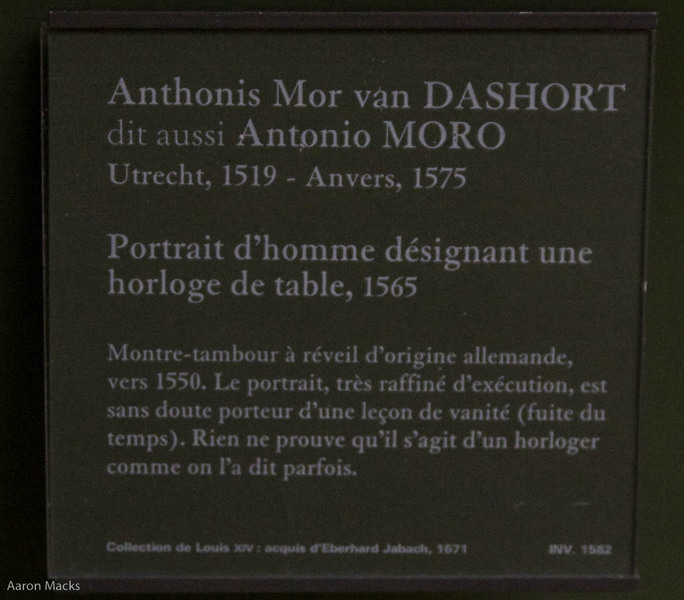 Anthonis Mor van DASHORT
dit aussi Antonio MORO
Utrecht, 1519 - Anvers, 1575
Portrait d'homme désignant une
horloge de table, 1565
Montre-tambour à réveil d'origine allemande,
vers 1550. Le portrait, très raffiné d'exécution, est
sans doute porteur d'une leçon de vanité (fuite du
temps). Rien ne prouve qu'il s'agit d'un horloger
comme on l'a dit parfois.
Collection de Louis XIV : acquis d'Eberhard Jabach, 1671 INV. 1582
Aaron Macks